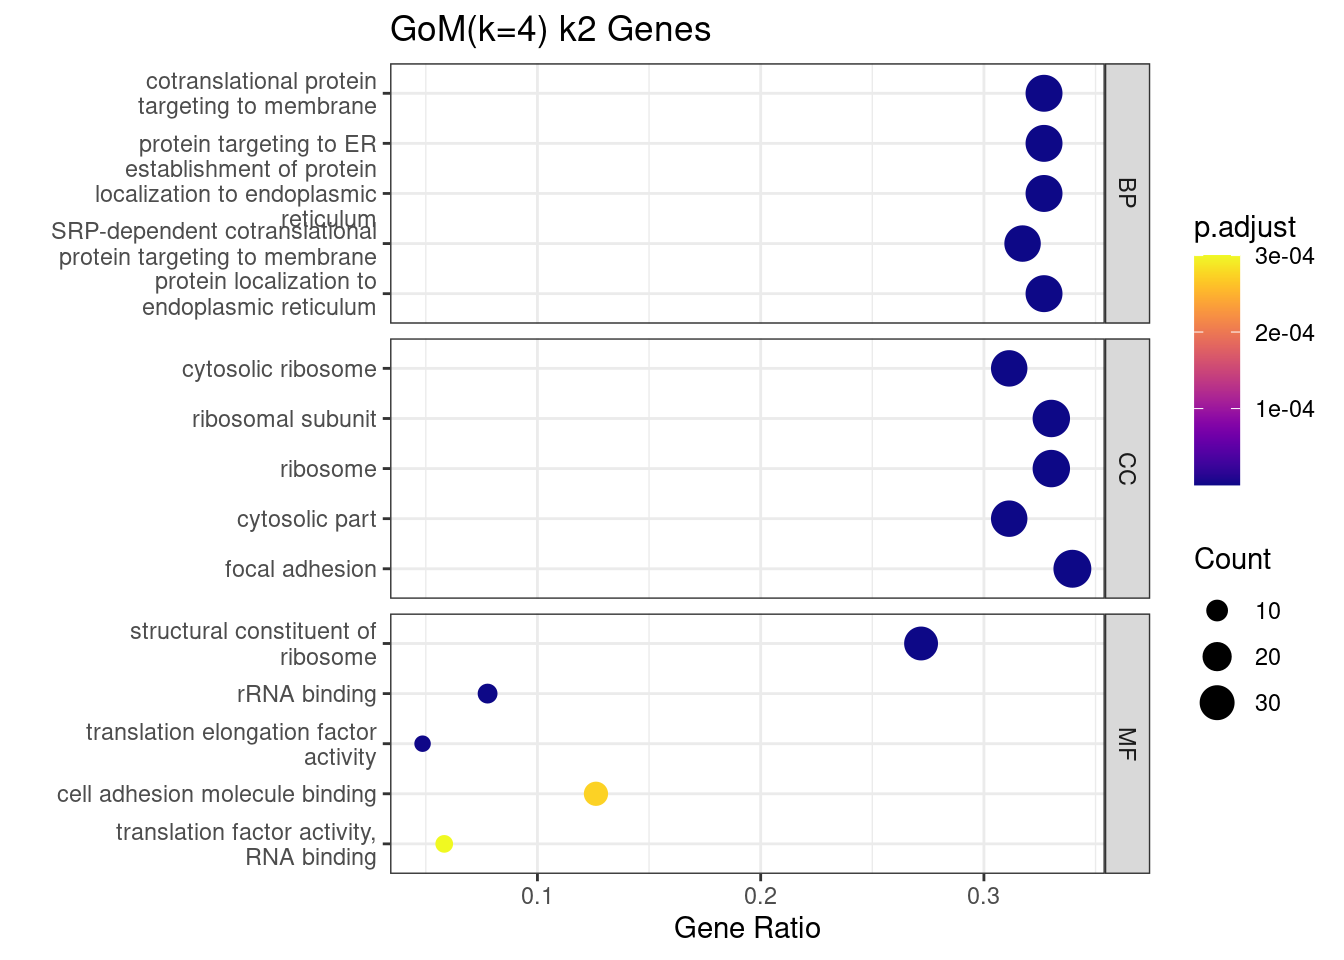 GoM(k=4) k2 Genes
cotranslational protein
targeting to membrane
protein targeting to ER
establishment of protein
localization to endoplasmic
reticulum
SRP-dependent cotranslational
protein targeting to membrane
protein localization to
endoplasmic reticulum
BP
cytosolic ribosome
ribosomal subunit
ribosome
cytosolic part
focal adhesion
CC
structural constituent of
ribosome
rRNA binding
translation elongation factor
activity
cell adhesion molecule binding
translation factor activity,
RNA binding
MF
0.1
0.2
0.3
Gene Ratio
p.adjust
3e-04
2e-04
1e-04
Count
10
20
30